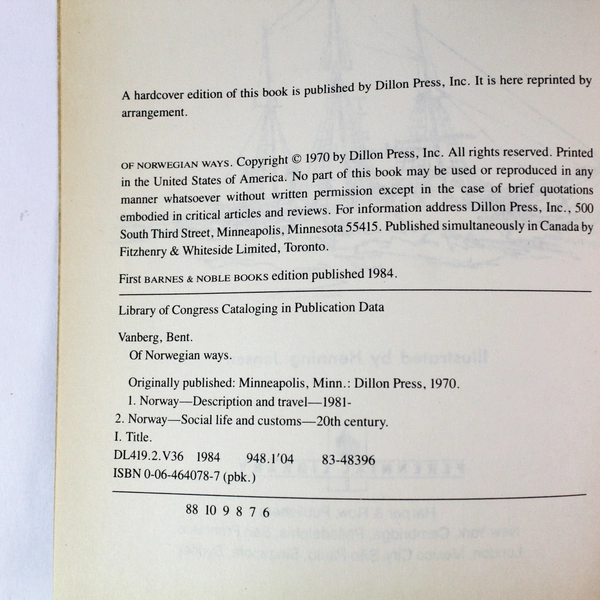 A hardcover edition of this book is published by Dillon Press, Inc. It is here reprinted by
arrangement.
OF NORWEGIAN WAYS. Copyright © 1970 by Dillon Press, Inc. All rights reserved. Printed
in the United States of America. No part of this book may be used or reproduced in any
manner whatsoever without written permission except in the case of brief quotations
embodied in critical articles and reviews. For information address Dillon Press, Inc., 500
South Third Street, Minneapolis, Minnesota 55415. Published simultaneously in Canada by
Fitzhenry & Whiteside Limited, Toronto.
First BARNES & NOBLE BOOKS edition published 1984.
Library of Congress Cataloging in Publication Data
Vanberg, Bent.
Of Norwegian ways.
Originally published: Minneapolis, Minn.: Dillon Press, 1970.
1. Norway—Description and travel—1981-
2. Norway—Social life and customs—20th century.
I. Title.
DL419.2.V36 1984 948.1'04 83-48396
ISBN 0-06-464078-7 (pbk.)
88 10 9 8 7 6